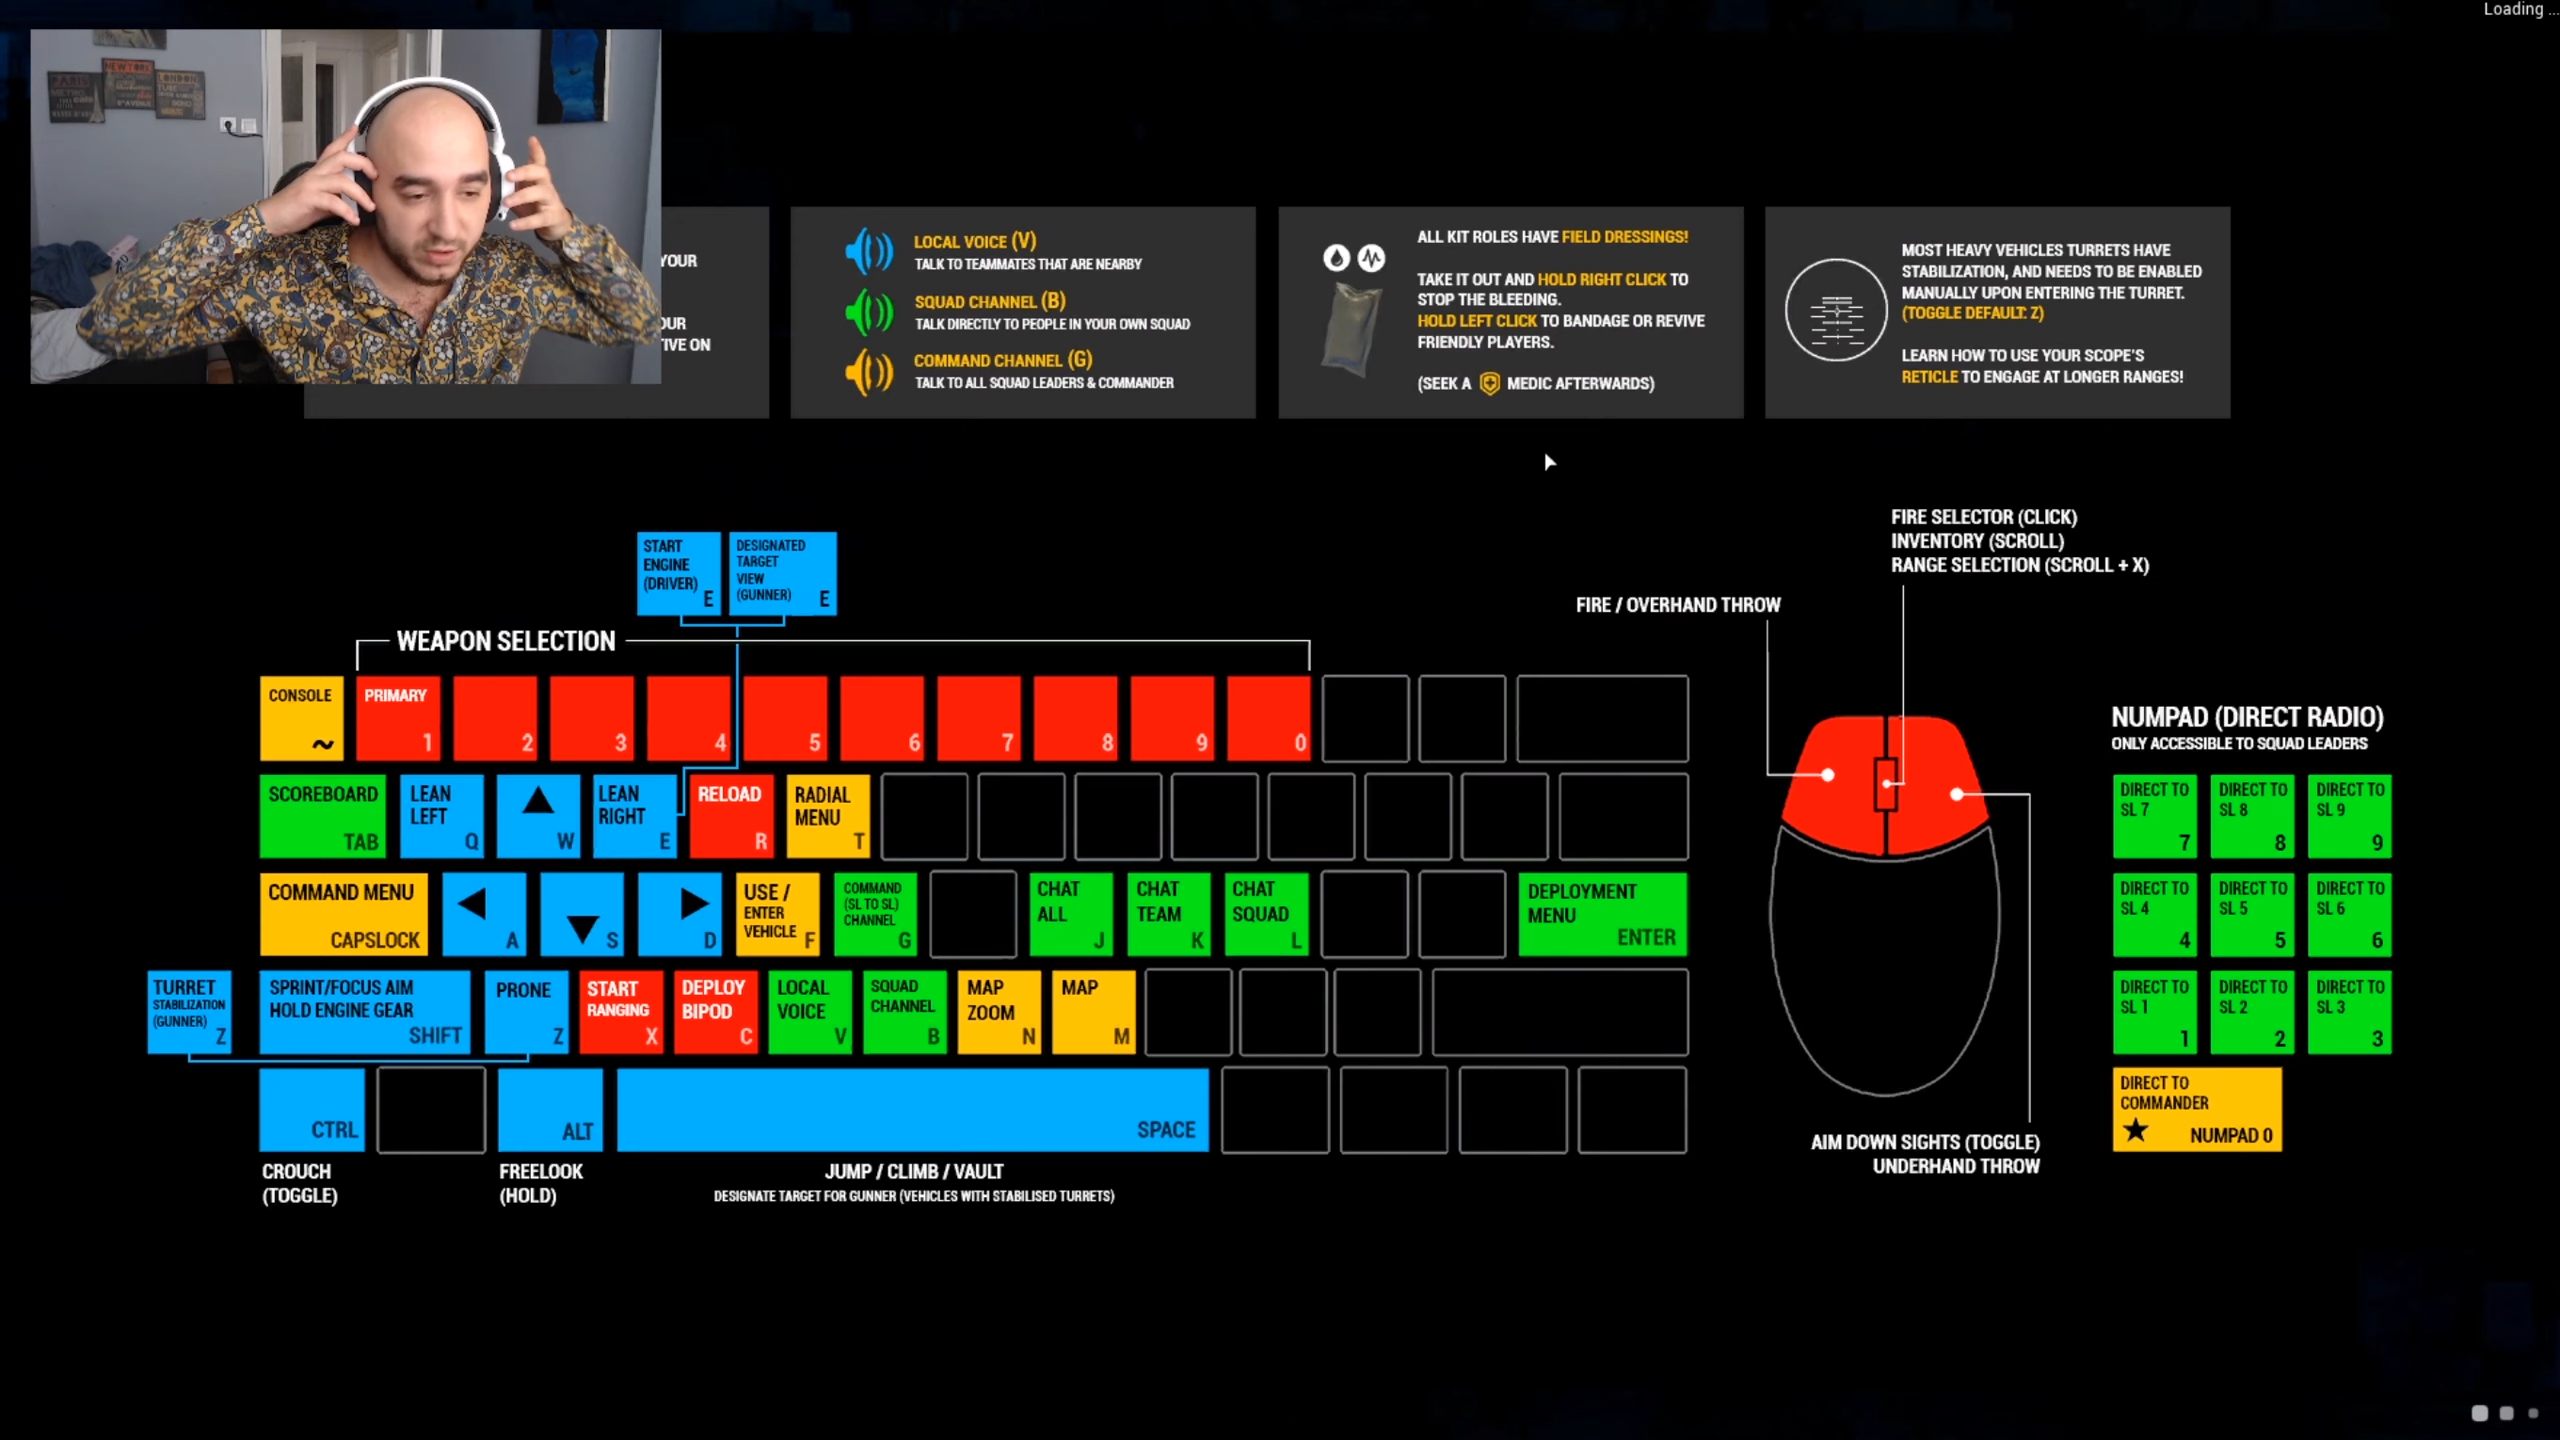 Loading ...
PARIS
METRO
NEW YORK
LONDON
YOUR
OUR
TIVE ON
LOCAL VOICE (V)
TALK TO TEAMMATES THAT ARE NEARBY
SQUAD CHANNEL (B)
TALK DIRECTLY TO PEOPLE IN YOUR OWN SQUAD
COMMAND CHANNEL (G)
TALK TO ALL SQUAD LEADERS & COMMANDER
ALL KIT ROLES HAVE FIELD DRESSINGS!
TAKE IT OUT AND HOLD RIGHT CLICK TO
STOP THE BLEEDING.
HOLD LEFT CLICK TO BANDAGE OR REVIVE
FRIENDLY PLAYERS.
(SEEK A MEDIC AFTERWARDS)
MOST HEAVY VEHICLES TURRETS HAVE
STABILIZATION, AND NEEDS TO BE ENABLED
MANUALLY UPON ENTERING THE TURRET.
(TOGGLE DEFAULT: Z)
LEARN HOW TO USE YOUR SCOPE'S
RETICLE TO ENGAGE AT LONGER RANGES!
START
ENGINE
(DRIVER) E
DESIGNATED
TARGET
VIEW
(GUNNER) E
WEAPON SELECTION
CONSOLE
~
PRIMARY
1
2
3
4
5
6
7
8
9
0
SCOREBOARD
TAB
LEAN
LEFT
Q
W
LEAN
RIGHT
E
RELOAD
R
RADIAL
MENU
T
COMMAND MENU
CAPSLOCK
A
S
D
USE /
ENTER
VEHICLE F
COMMAND
(SL TO SL)
CHANNEL
G
CHAT
ALL
J
CHAT
TEAM
K
CHAT
SQUAD
L
DEPLOYMENT
MENU
ENTER
TURRET
STABILIZATION
(GUNNER)
Z
SPRINT/FOCUS AIM
HOLD ENGINE GEAR
SHIFT
PRONE
Z
START
RANGING
X
DEPLOY
BIPOD
C
LOCAL
VOICE
V
SQUAD
CHANNEL
B
MAP
ZOOM
N
MAP
M
CTRL
ALT
SPACE
CROUCH
(TOGGLE)
FREELOOK
(HOLD)
JUMP / CLIMB / VAULT
DESIGNATE TARGET FOR GUNNER (VEHICLES WITH STABILISED TURRETS)
FIRE SELECTOR (CLICK)
INVENTORY (SCROLL)
RANGE SELECTION (SCROLL + X)
FIRE / OVERHAND THROW
AIM DOWN SIGHTS (TOGGLE)
UNDERHAND THROW
NUMPAD (DIRECT RADIO)
ONLY ACCESSIBLE TO SQUAD LEADERS
DIRECT TO
SL 7
7
DIRECT TO
SL 8
8
DIRECT TO
SL 9
9
DIRECT TO
SL 4
4
DIRECT TO
SL 5
5
DIRECT TO
SL 6
6
DIRECT TO
SL 1
1
DIRECT TO
SL 2
2
DIRECT TO
SL 3
3
DIRECT TO
COMMANDER
NUMPAD 0